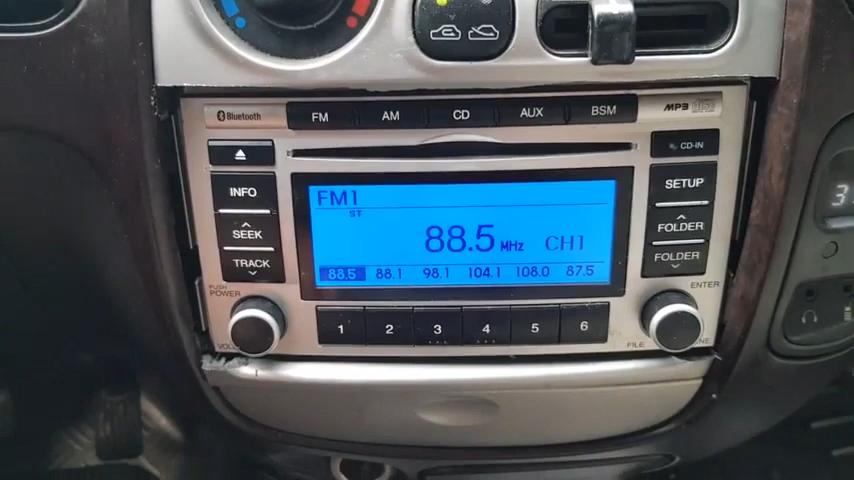 Bluetooth FM AM CD AUX BSM MP3
CD-IN
INFO SETUP
SEEK FOLDER
TRACK FOLDER
FM1
ST
88.5 MHz CH1
88.5 88.1 98.1 104.1 108.0 87.5
PUSH
POWER
ENTER
1 2 3 4 5 6
VOL
FILE
3